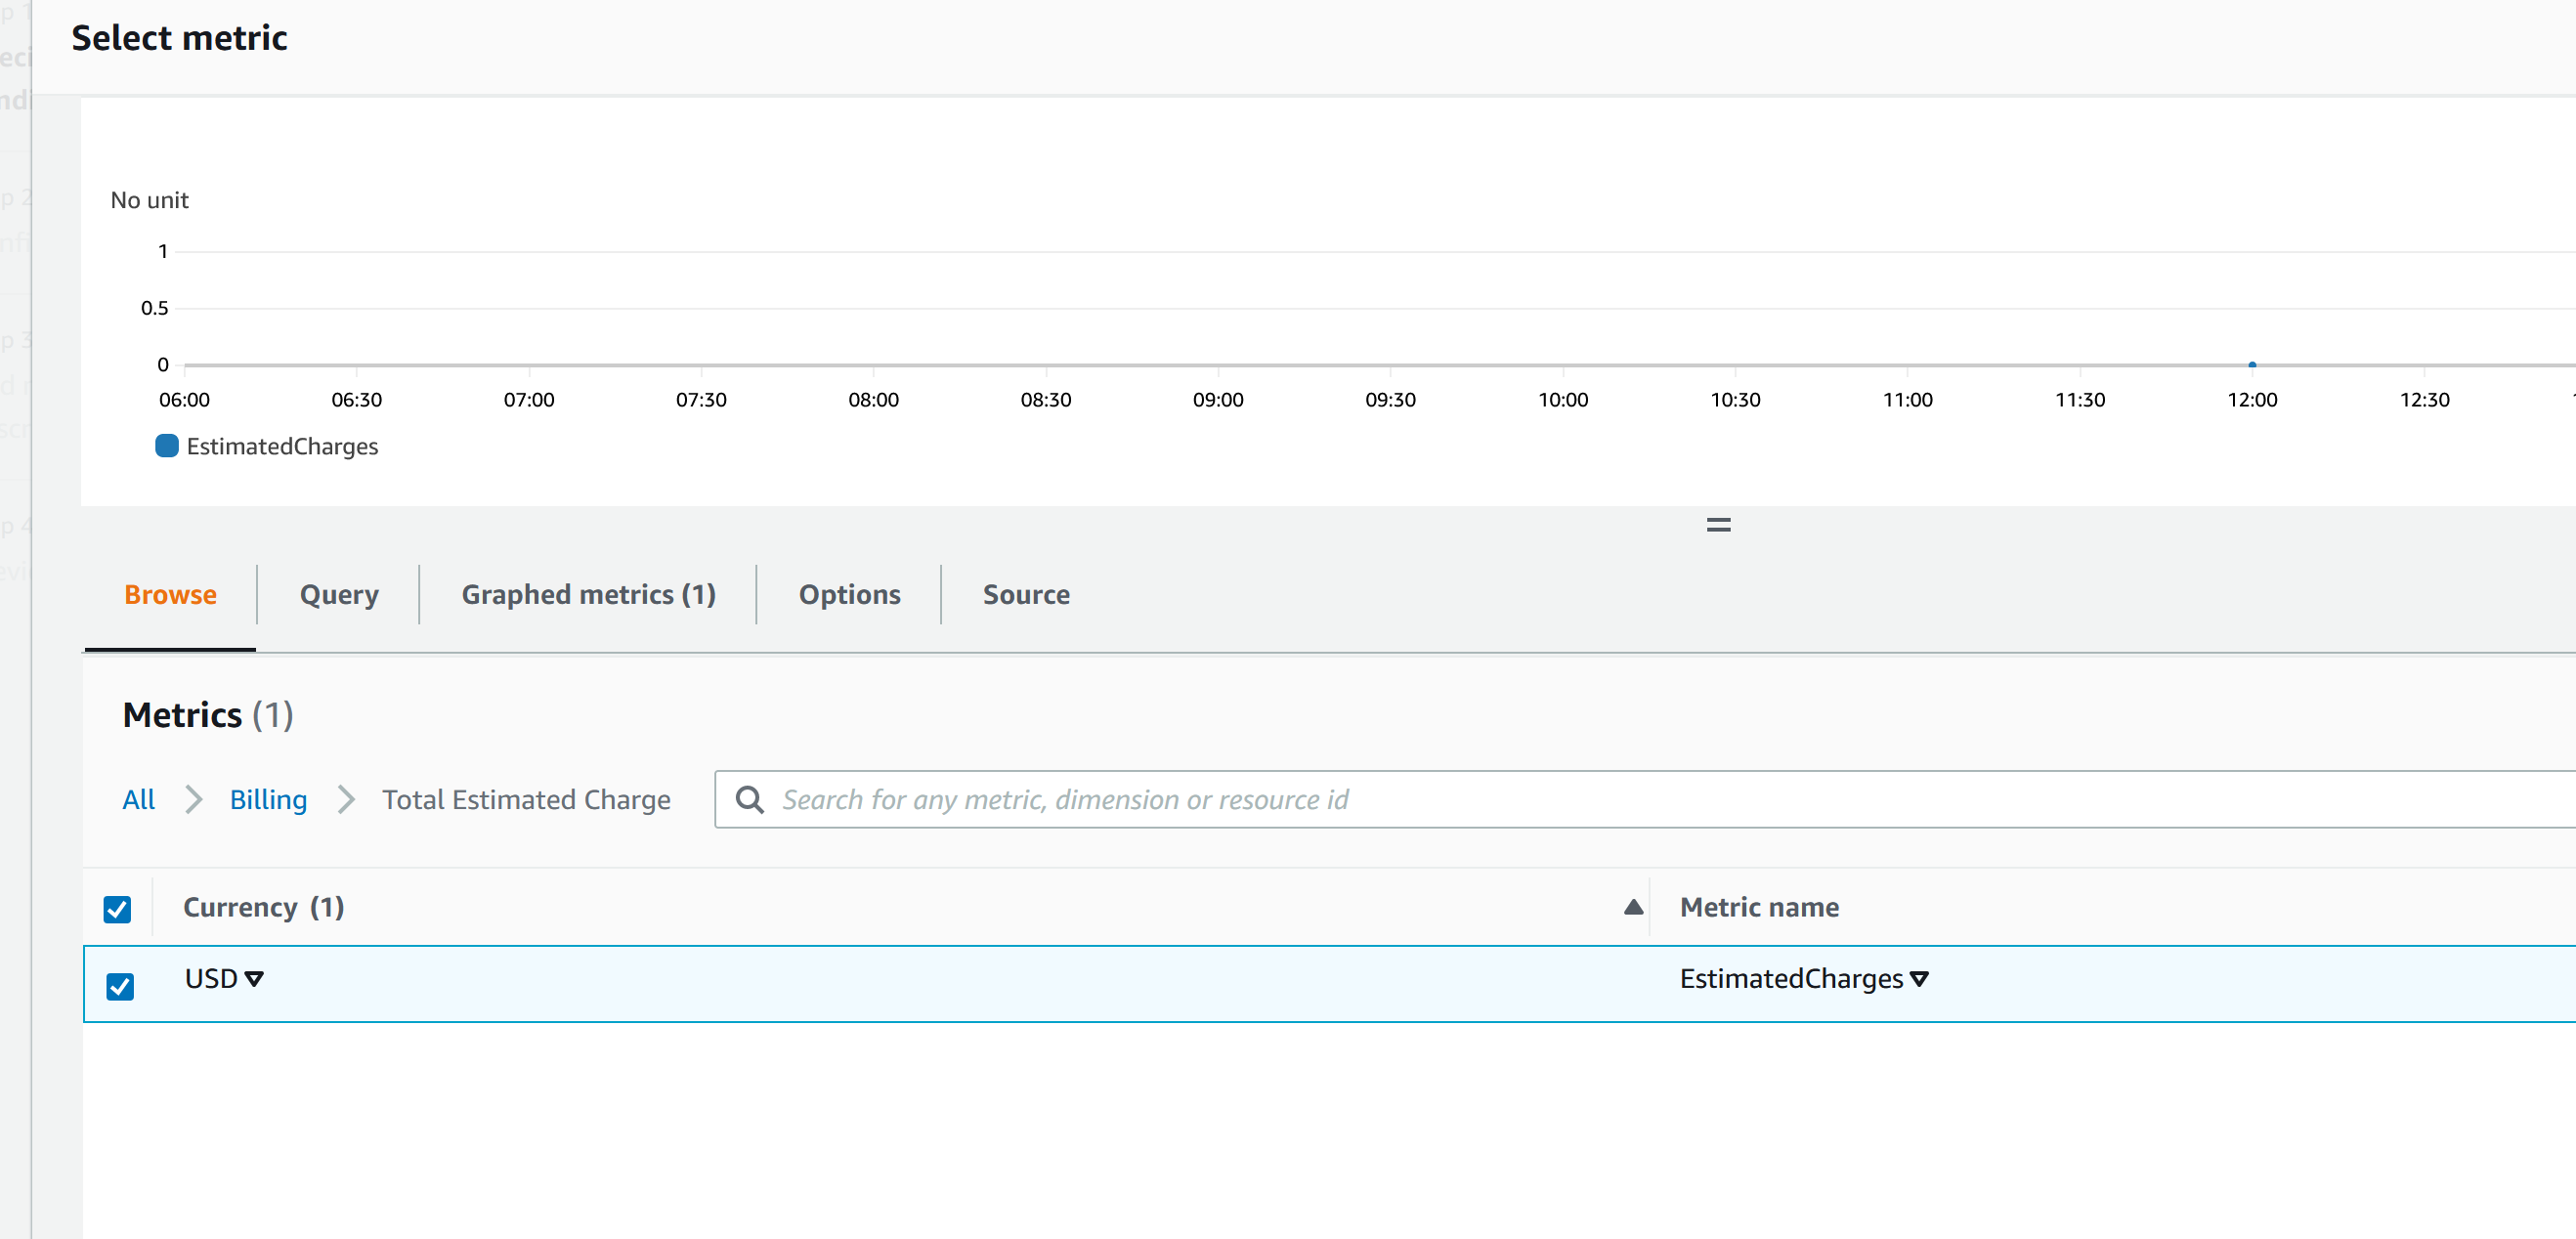 Select metric
No unit
1
0.5
0
06:00 06:30 07:00 07:30 08:00 08:30 09:00 09:30 10:00 10:30 11:00 11:30 12:00 12:30
EstimatedCharges
Browse Query Graphed metrics (1) Options Source
Metrics (1)
All Billing Total Estimated Charge Search for any metric, dimension or resource id
Currency (1) Metric name
USD EstimatedCharges